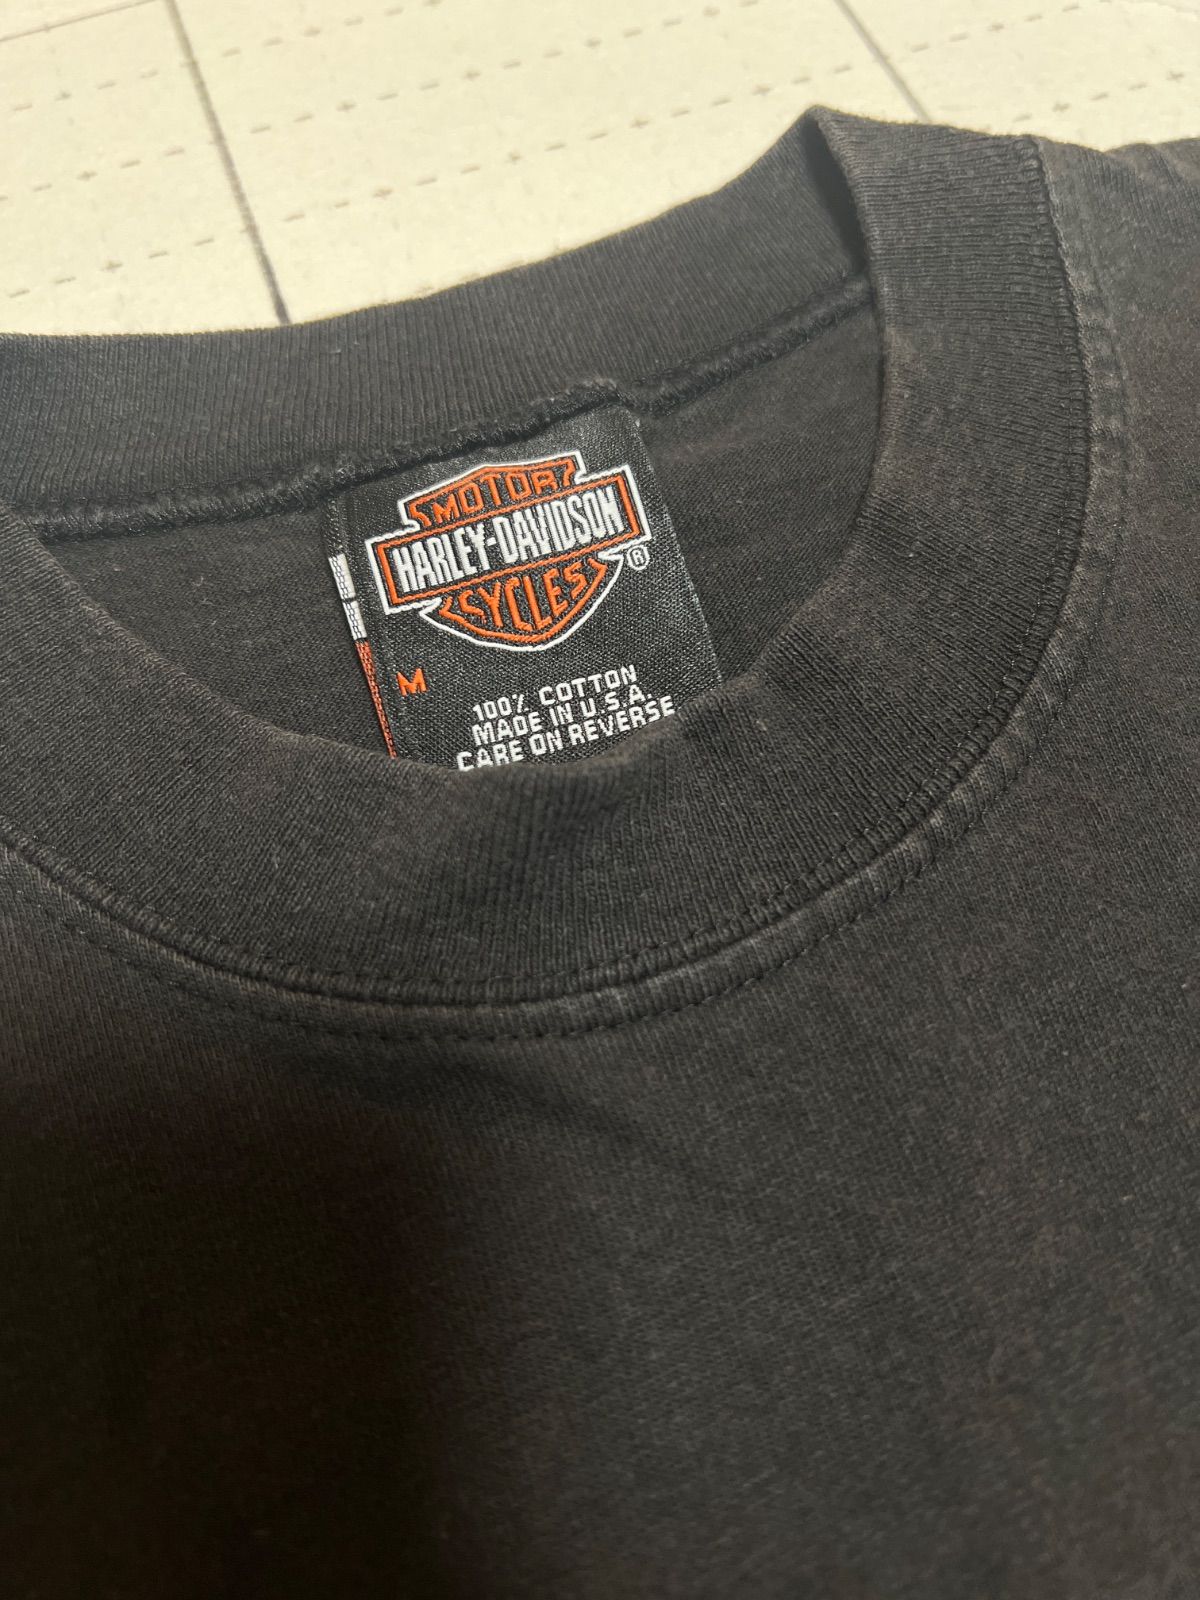 MOTOR
HARLEY-DAVIDSON
CYCLES
®
M
100% COTTON
MADE IN U.S.A.
CARE ON REVERSE